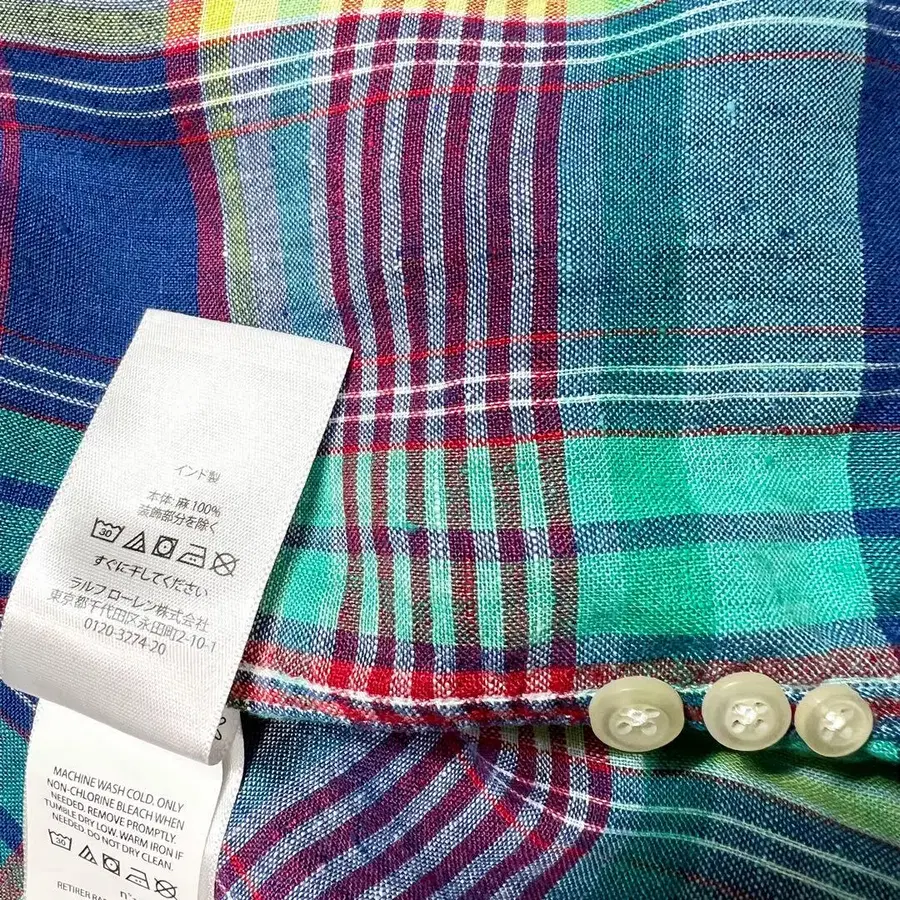 インド製
本体: 麻 100%
装飾部分を除く
30
すぐに干してください
ラルフ ローレン株式会社
東京都千代田区永田町2-10-1
0120-3274-20
MACHINE WASH COLD. ONLY
NON-CHLORINE BLEACH WHEN
NEEDED. REMOVE PROMPTLY.
TUMBLE DRY LOW. WARM IRON IF
NEEDED. DO NOT DRY CLEAN.
30
RETIRER